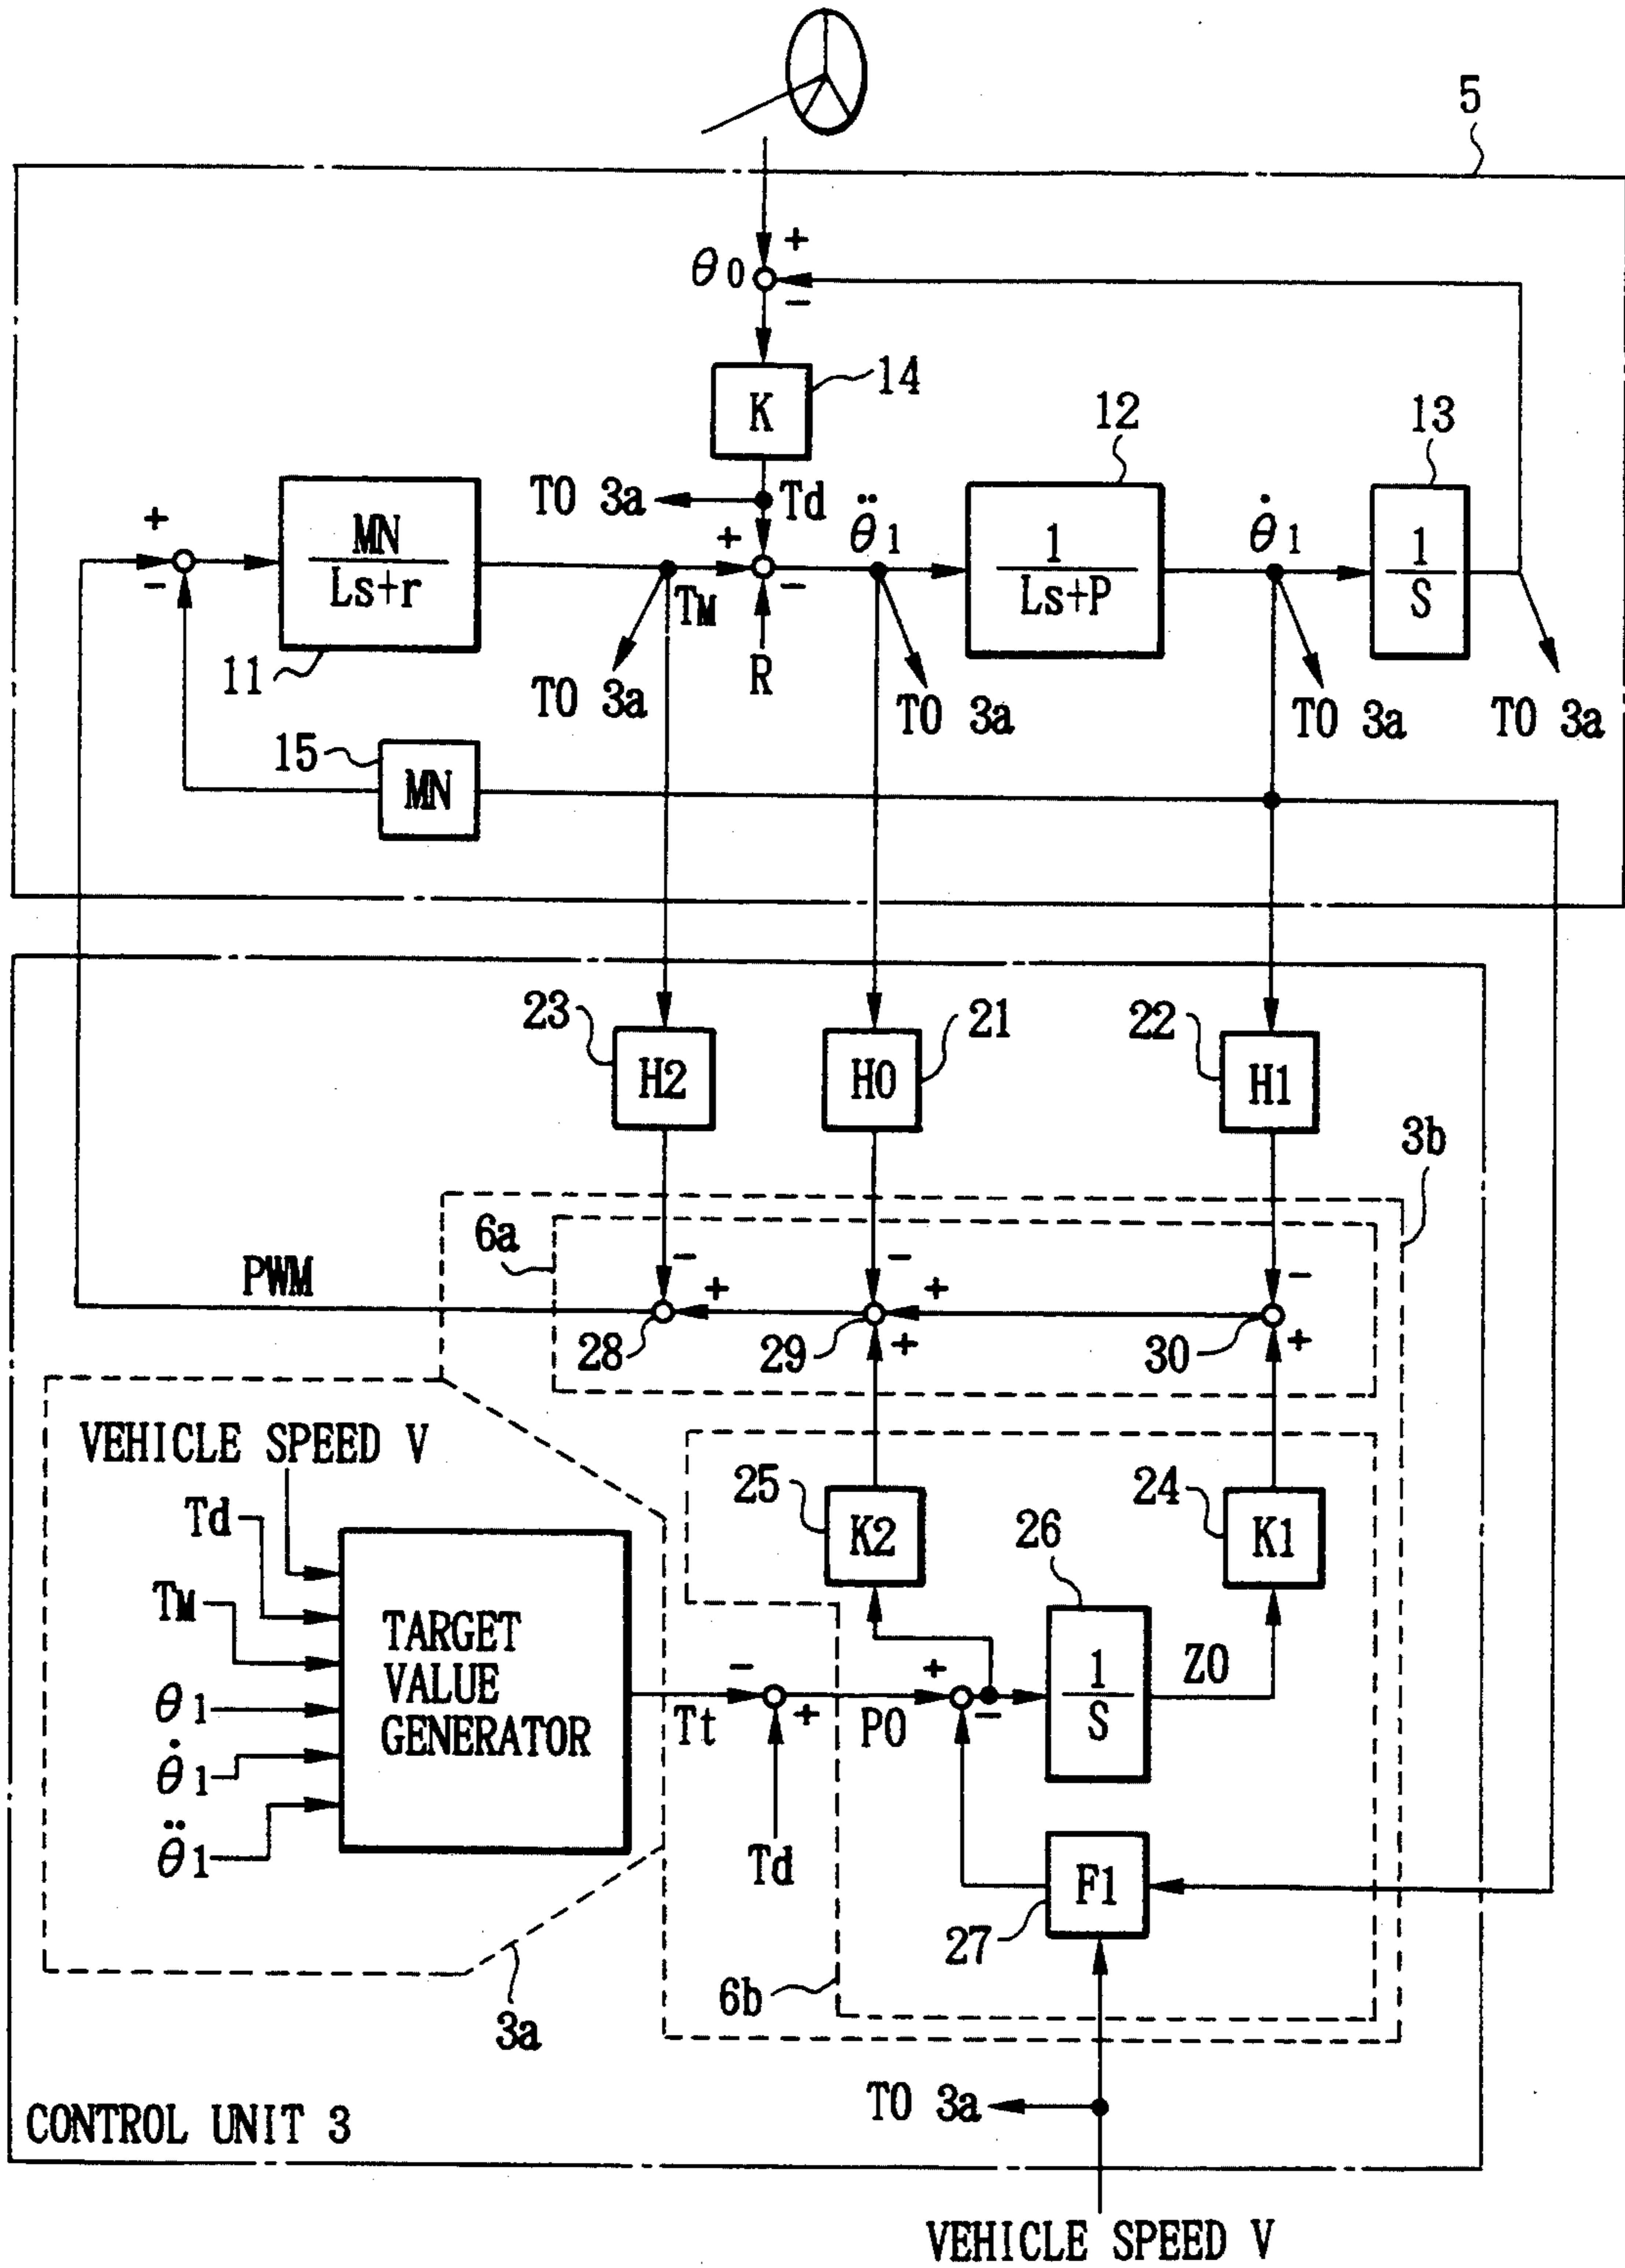 5
+
θ0
−
K
14
12
13
TO 3a
Td
+
−
MN
Ls+r
11
TM
TO 3a
+
−
R
θ̈1
TO 3a
1
Ls+P
θ̇1
TO 3a
1
S
TO 3a
15
MN
23
H2
21
H0
22
H1
3b
6a
−
+
−
+
−
PWM
28
29
+
30
+
VEHICLE SPEED V
Td
TM
θ1
θ̇1
θ̈1
TARGET
VALUE
GENERATOR
25
K2
26
24
K1
−
Tt
+
Td
+
P0
−
1
S
Z0
F1
27
6b
3a
TO 3a
CONTROL UNIT 3
VEHICLE SPEED V